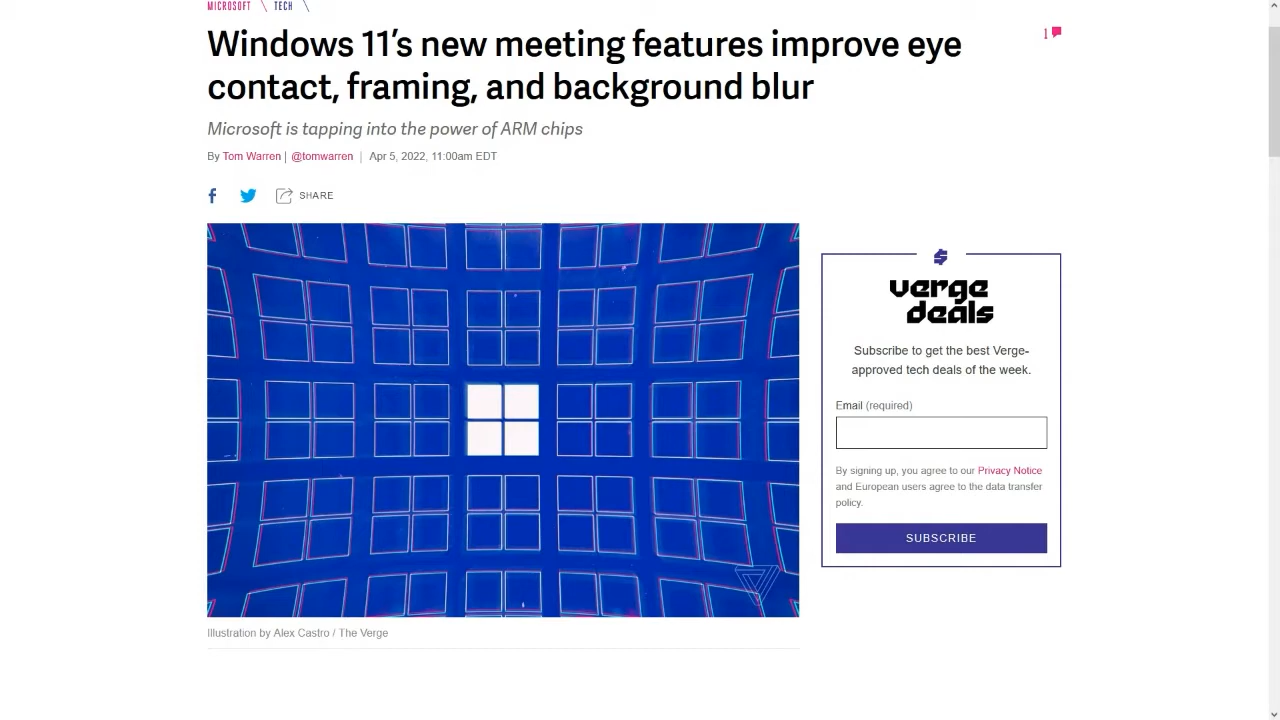 MICROSOFT \ TECH \
Windows 11’s new meeting features improve eye
contact, framing, and background blur
1
Microsoft is tapping into the power of ARM chips
By Tom Warren | @tomwarren | Apr 5, 2022, 11:00am EDT
SHARE
verge
deals
Subscribe to get the best Verge-
approved tech deals of the week.
Email (required)
By signing up, you agree to our Privacy Notice
and European users agree to the data transfer
policy.
SUBSCRIBE
Illustration by Alex Castro / The Verge